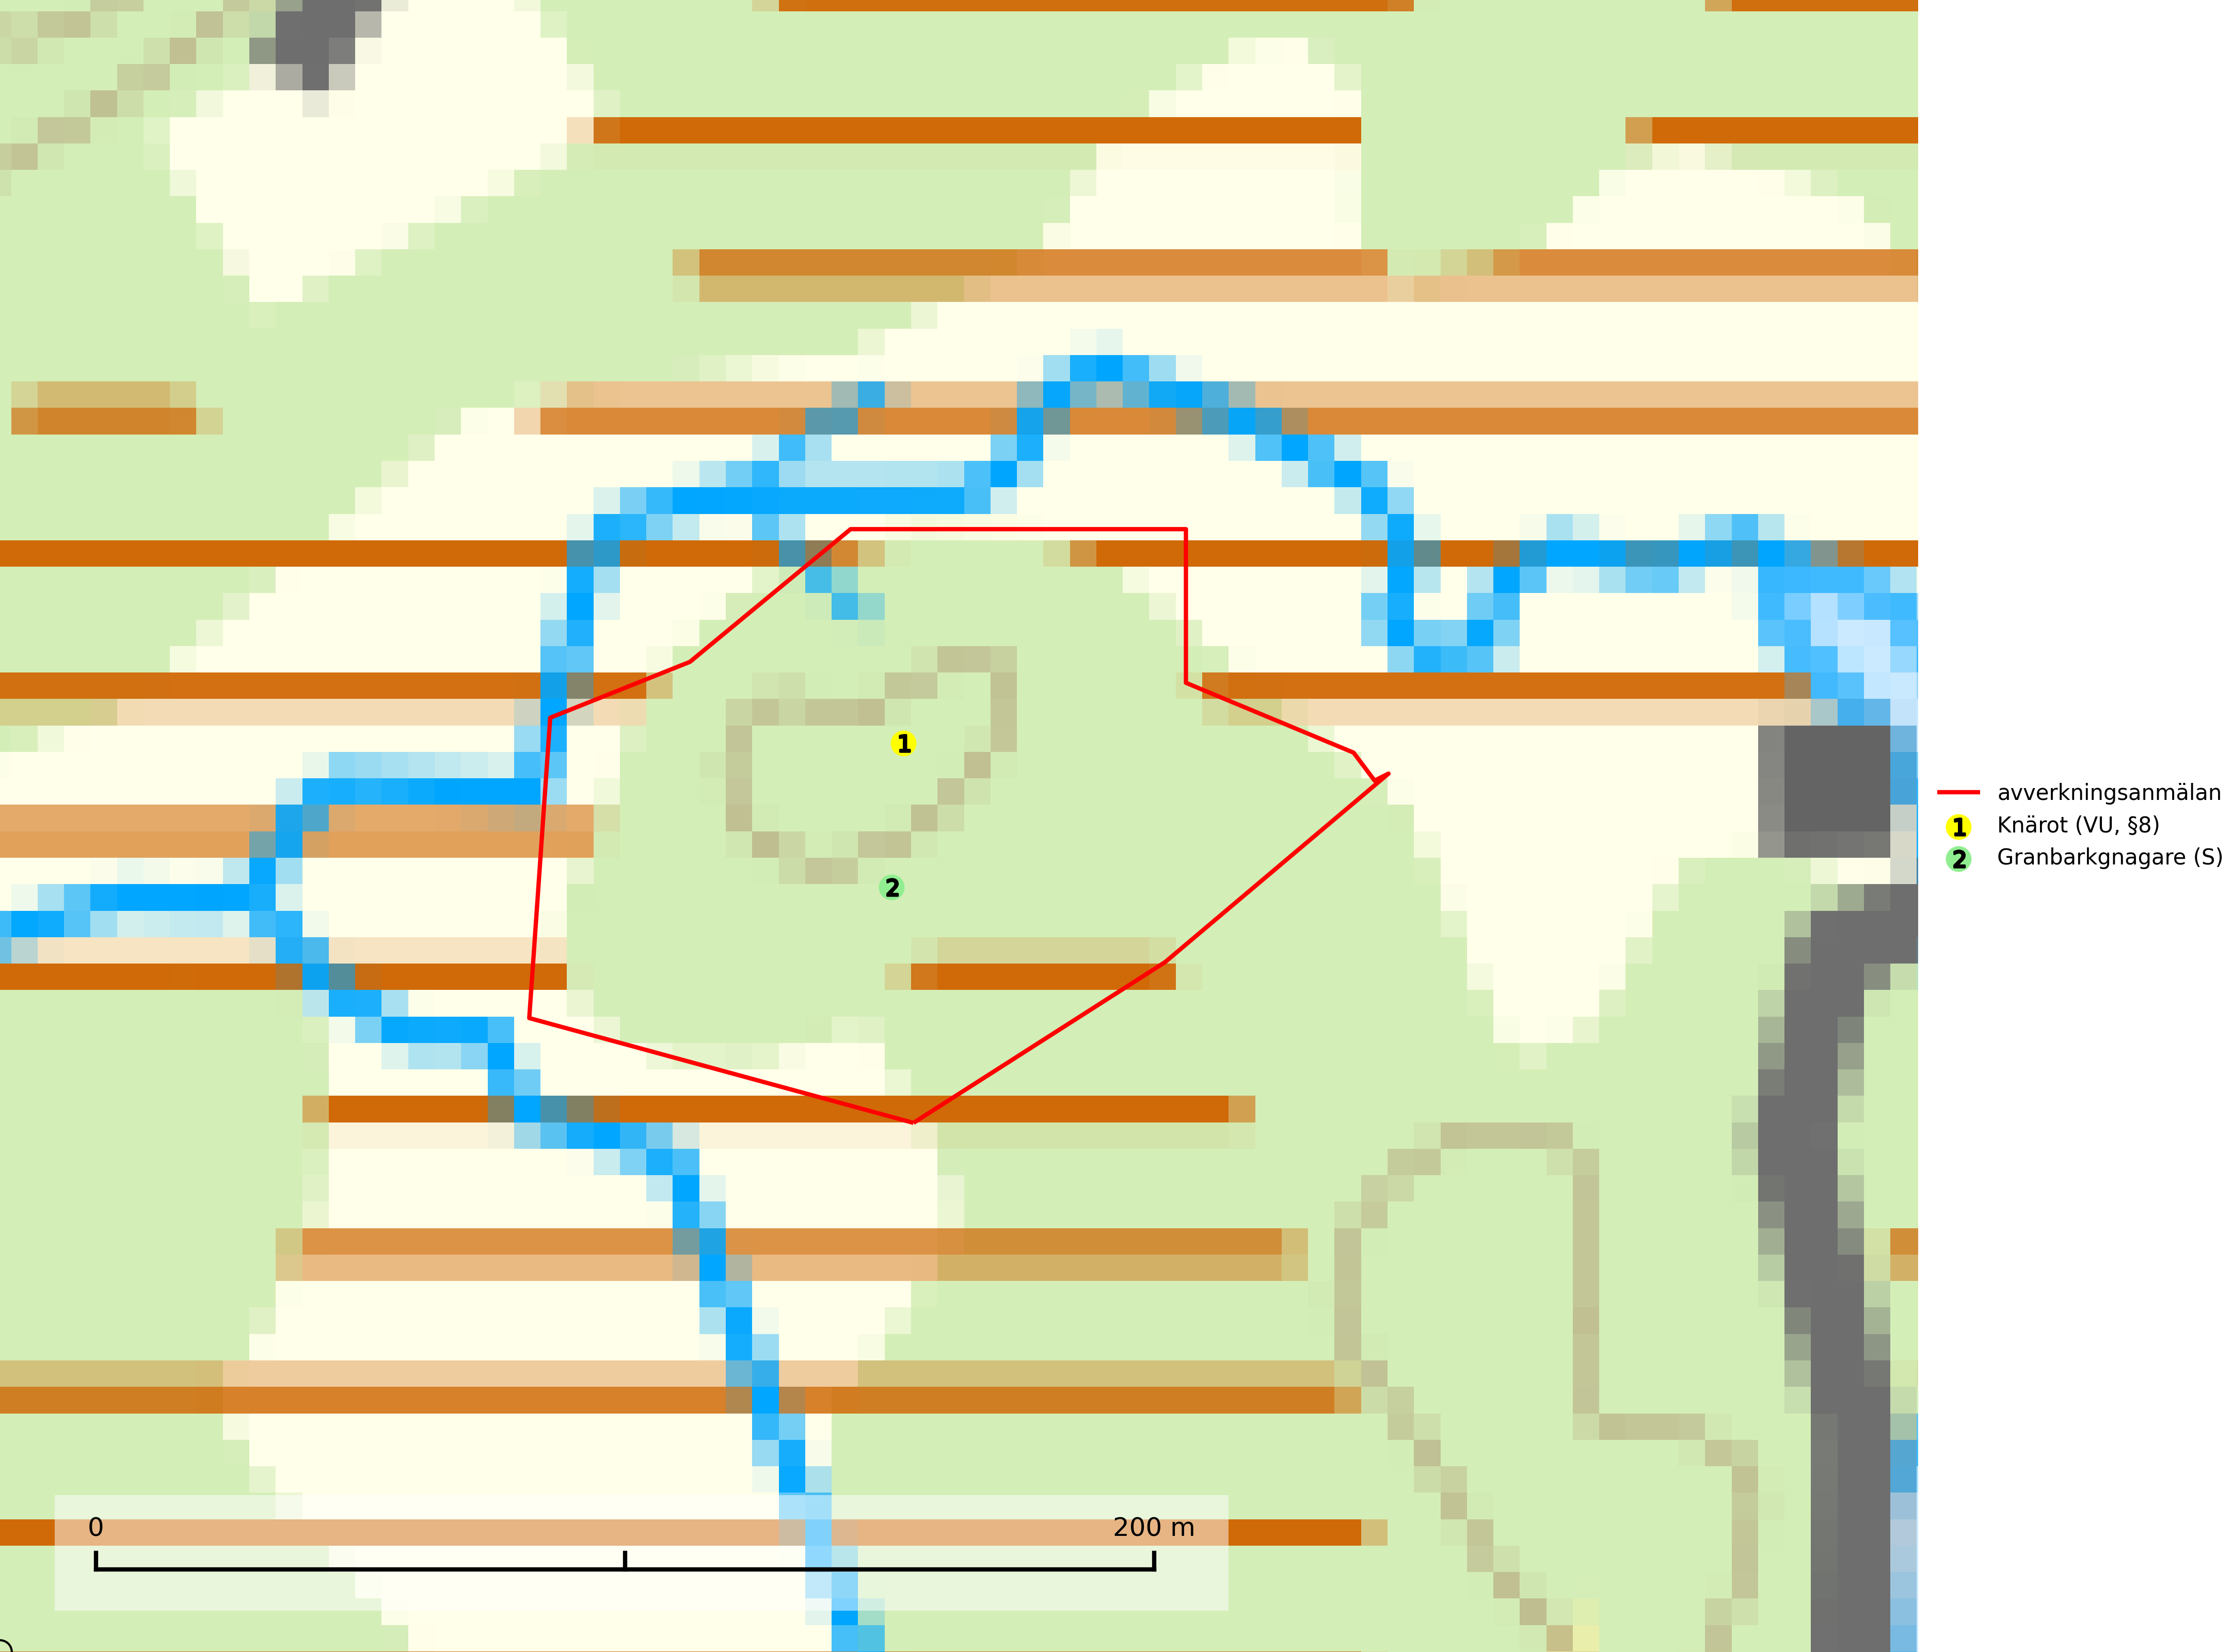 1
2
avverkningsanmälan
1 Knärot (VU, §8)
2 Granbarkgnagare (S)
0 200 m